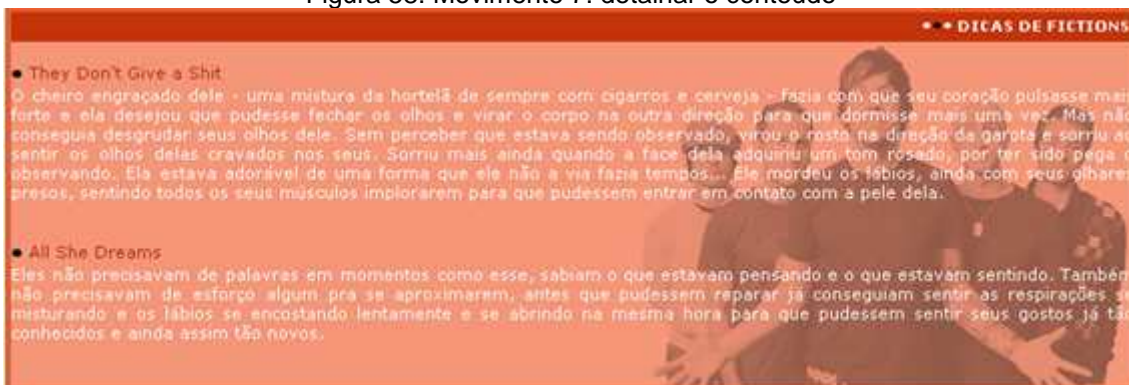 Figura 38: Movimento 7: detalhar o conteúdo
••• DICAS DE FICTIONS
• They Don't Give a Shit
O cheiro engraçado dele - uma mistura da hortelã de sempre com cigarros e cerveja - fazia com que seu coração pulsasse mais
forte e ela desejou que pudesse fechar os olhos e virar o corpo na outra direção para que dormisse mais uma vez. Mas não
conseguia desgrudar seus olhos dele. Sem perceber que estava sendo observado, virou o rosto na direção da garota e sorriu ao
sentir os olhos delas cravados nos seus. Sorriu mais ainda quando a face dela adquiriu um tom rosado, por ter sido pega o
observando. Ela estava adorável de uma forma que ele não a via fazia tempos... Ele mordeu os lábios, ainda com seus olhares
presos, sentindo todos os seus músculos implorarem para que pudessem entrar em contato com a pele dela.
• All She Dreams
Eles não precisavam de palavras em momentos como esse, sabiam o que estavam pensando e o que estavam sentindo. Também
não precisavam de esforço algum pra se aproximarem, antes que pudessem reparar já conseguiam sentir as respirações se
misturando e os lábios se encostando lentamente e se abrindo na mesma hora para que pudessem sentir seus gostos já tão
conhecidos e ainda assim tão novos.